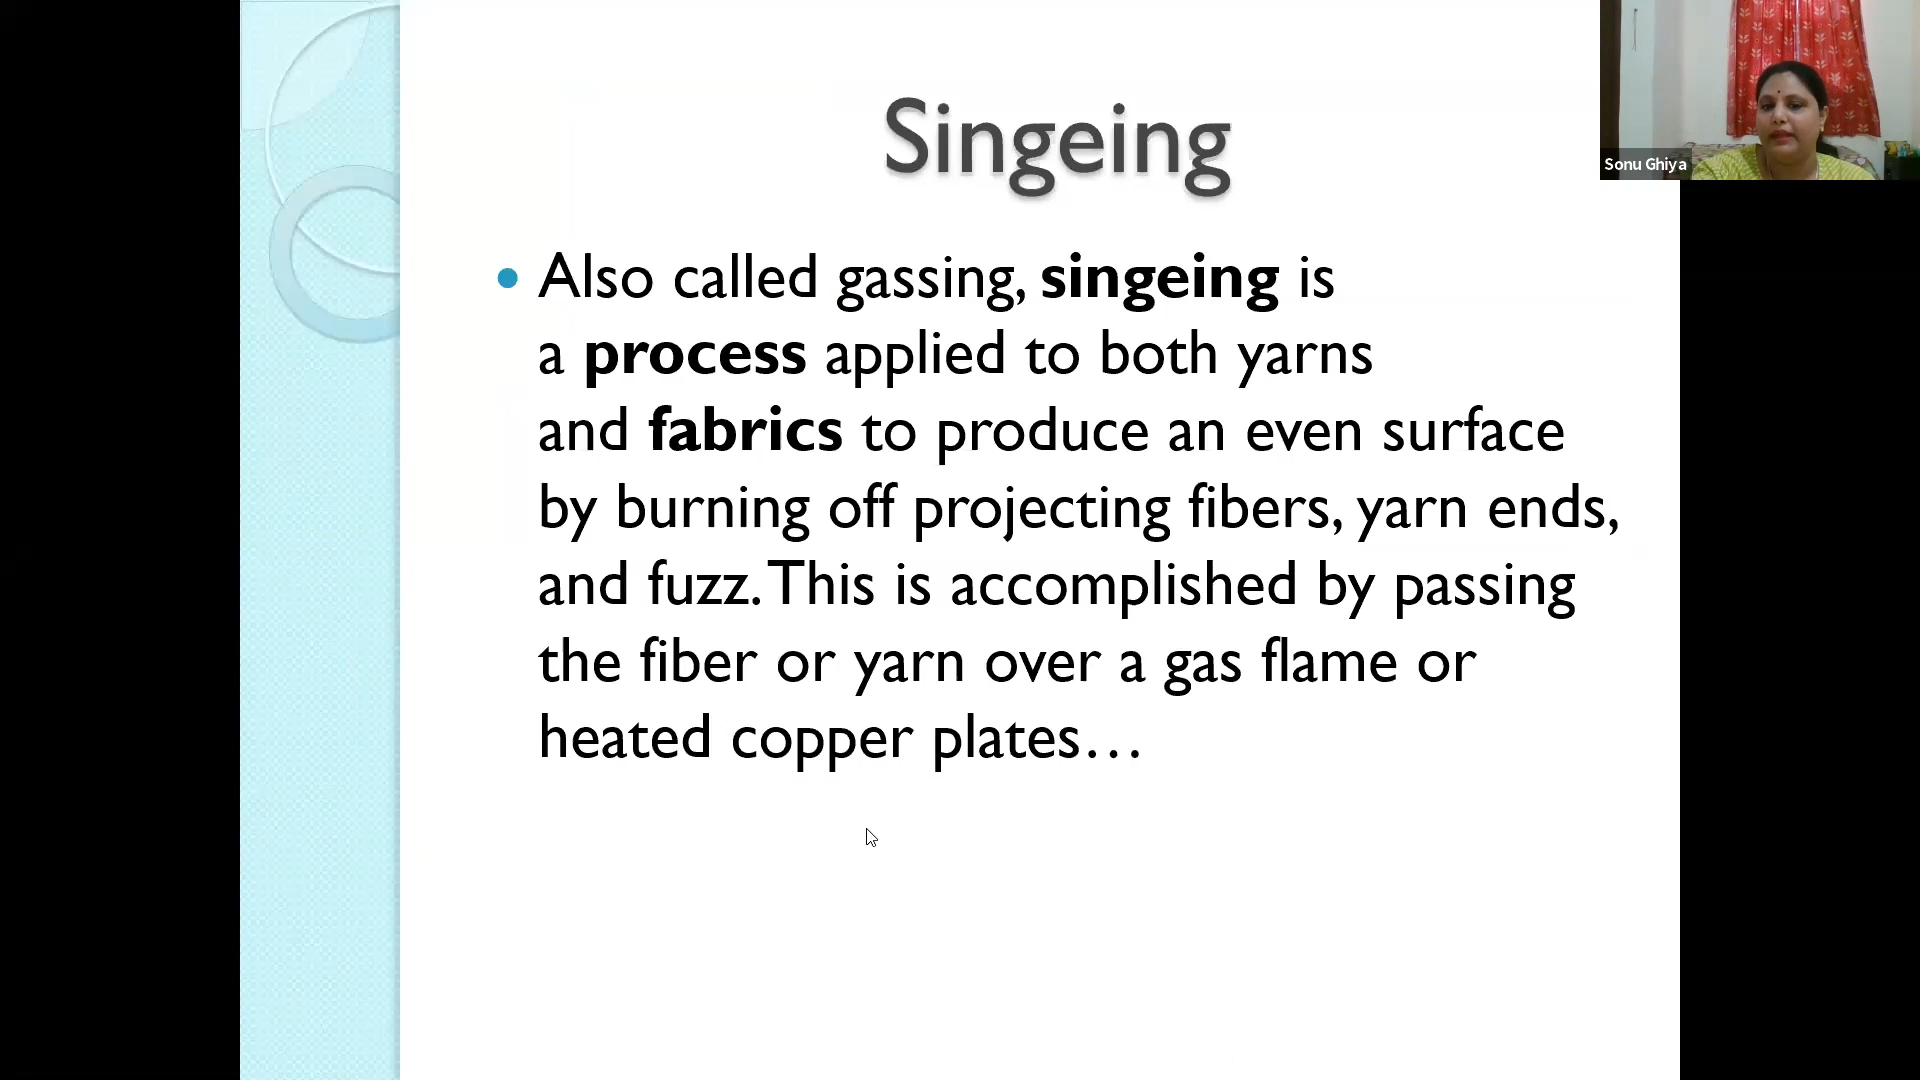 Singeing
Sonu Ghiya
• Also called gassing, singeing is
a process applied to both yarns
and fabrics to produce an even surface
by burning off projecting fibers, yarn ends,
and fuzz. This is accomplished by passing
the fiber or yarn over a gas flame or
heated copper plates…